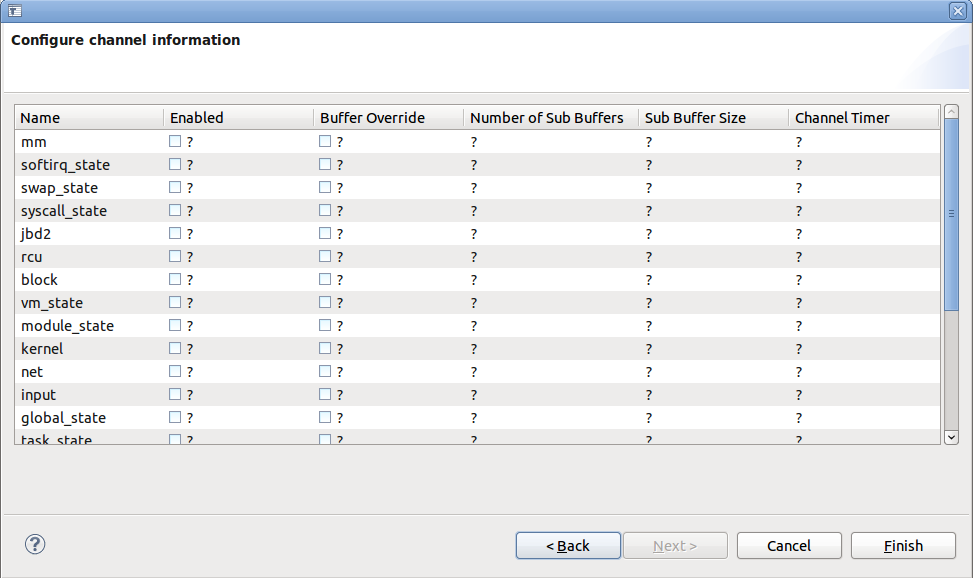 Configure channel information
Name Enabled Buffer Override Number of Sub Buffers Sub Buffer Size Channel Timer
mm ? ? ? ? ?
softirq_state ? ? ? ? ?
swap_state ? ? ? ? ?
syscall_state ? ? ? ? ?
jbd2 ? ? ? ? ?
rcu ? ? ? ? ?
block ? ? ? ? ?
vm_state ? ? ? ? ?
module_state ? ? ? ? ?
kernel ? ? ? ? ?
net ? ? ? ? ?
input ? ? ? ? ?
global_state ? ? ? ? ?
task_state ? ? ? ? ?
? < Back Next > Cancel Finish